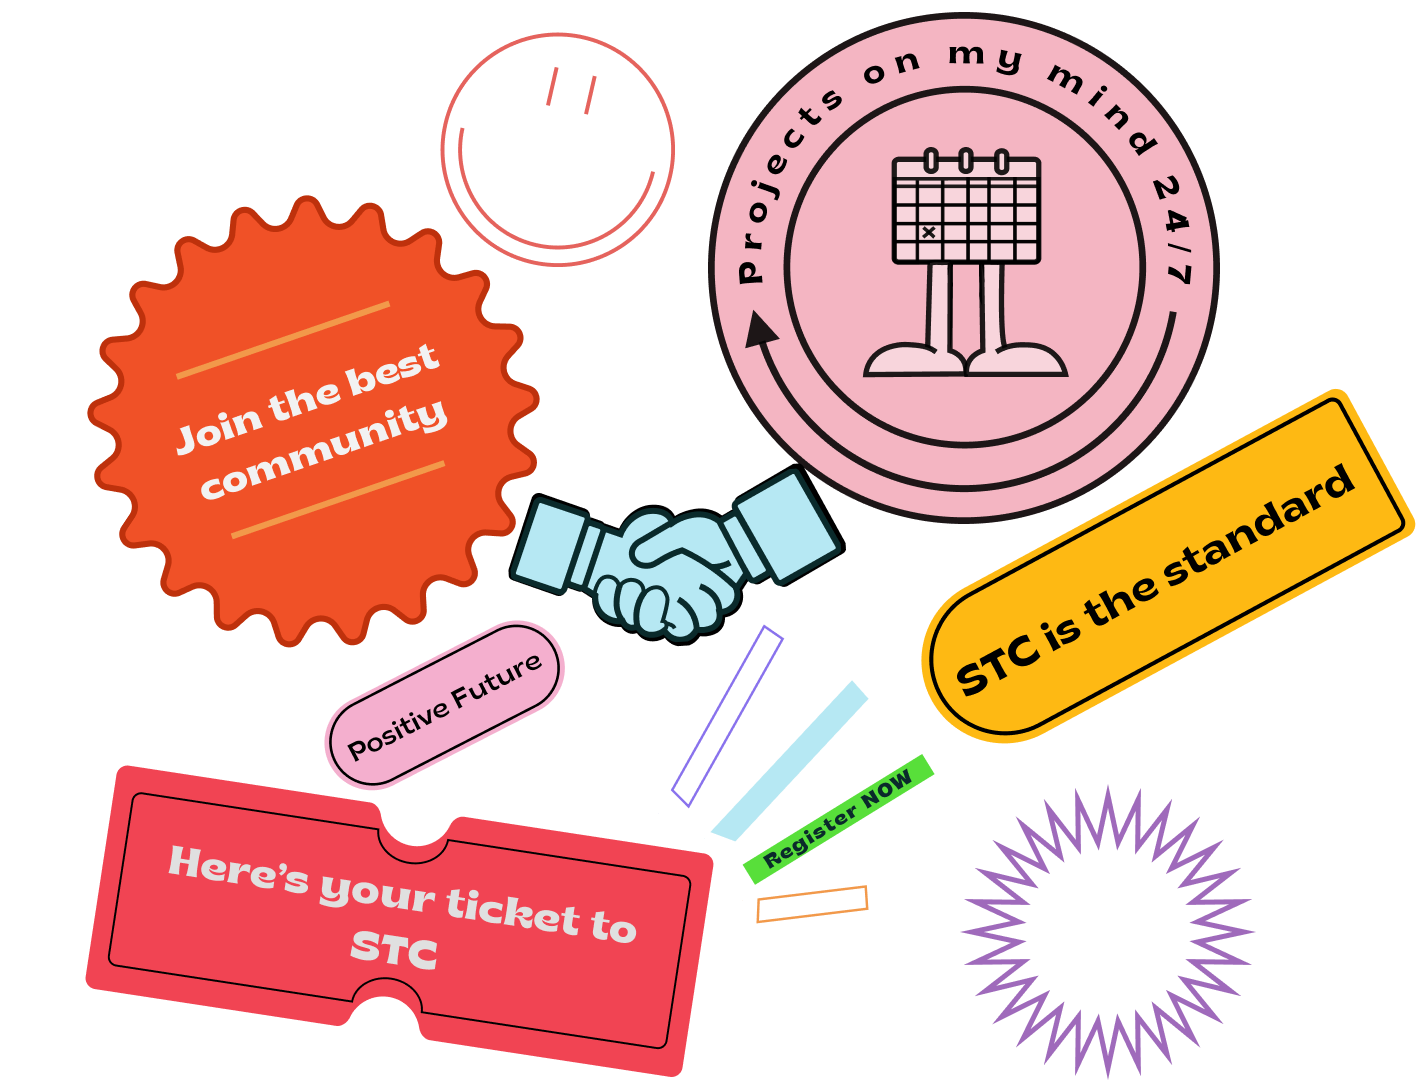 Projects on my mind 24/7
Join the best
community
STC is the standard
Positive Future
Register NOW
Here’s your ticket to
STC